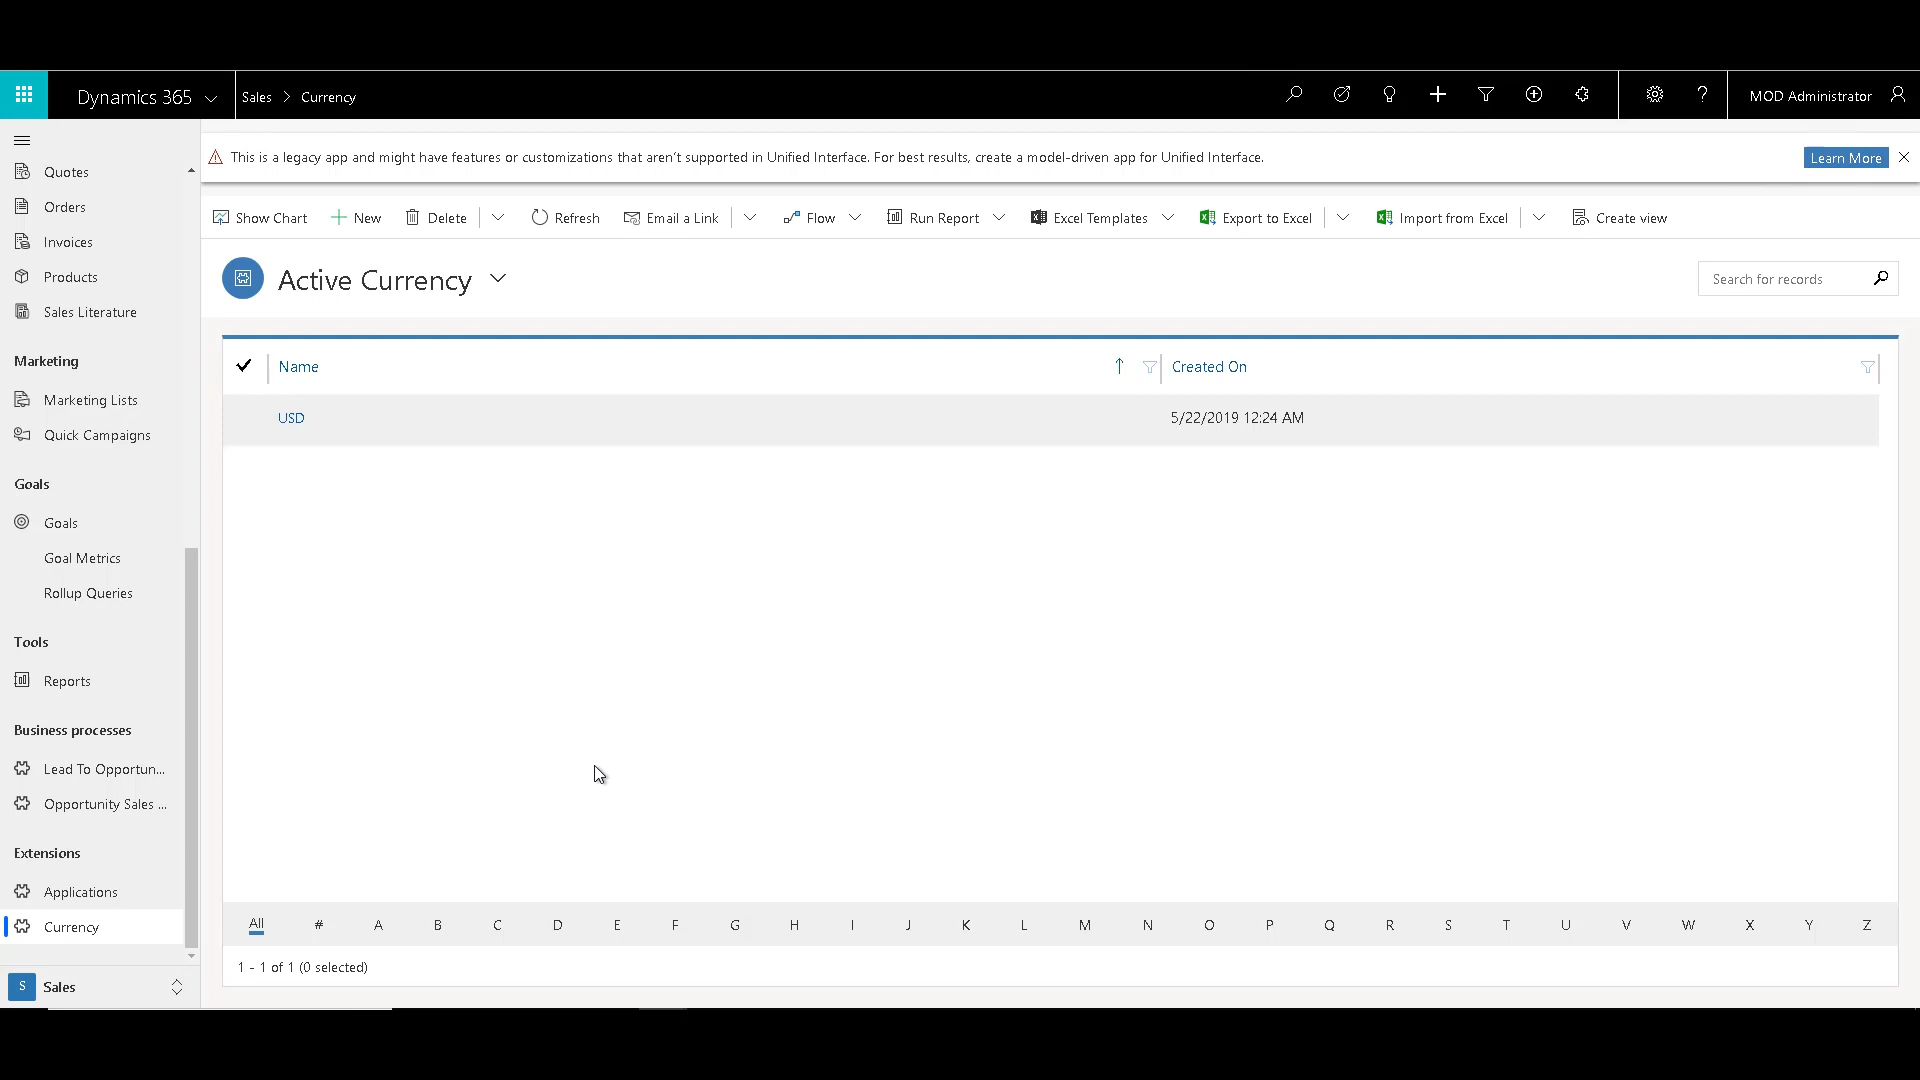 Dynamics 365
Sales > Currency
MOD Administrator
This is a legacy app and might have features or customizations that aren't supported in Unified Interface. For best results, create a model-driven app for Unified Interface.
Learn More
Quotes
Orders
Invoices
Products
Sales Literature
Marketing
Marketing Lists
Quick Campaigns
Goals
Goals
Goal Metrics
Rollup Queries
Tools
Reports
Business processes
Lead To Opportun...
Opportunity Sales ...
Extensions
Applications
Currency
S Sales
Show Chart New Delete Refresh Email a Link Flow Run Report Excel Templates Export to Excel Import from Excel Create view
Active Currency
Search for records
Name Created On
USD 5/22/2019 12:24 AM
All # A B C D E F G H I J K L M N O P Q R S T U V W X Y Z
1 - 1 of 1 (0 selected)